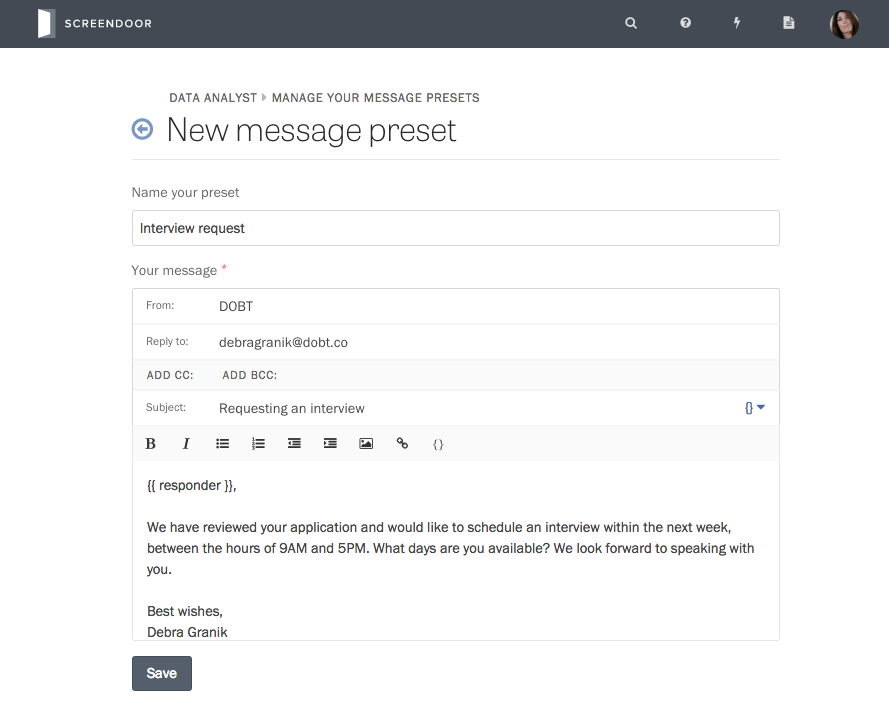 SCREENDOOR
DATA ANALYST MANAGE YOUR MESSAGE PRESETS
New message preset
Name your preset
Interview request
Your message *
From: DOBT
Reply to: debragranik@dobt.co
ADD CC: ADD BCC:
Subject: Requesting an interview {}
B I {}
{{ responder }},
We have reviewed your application and would like to schedule an interview within the next week,
between the hours of 9AM and 5PM. What days are you available? We look forward to speaking with
you.
Best wishes,
Debra Granik
Save